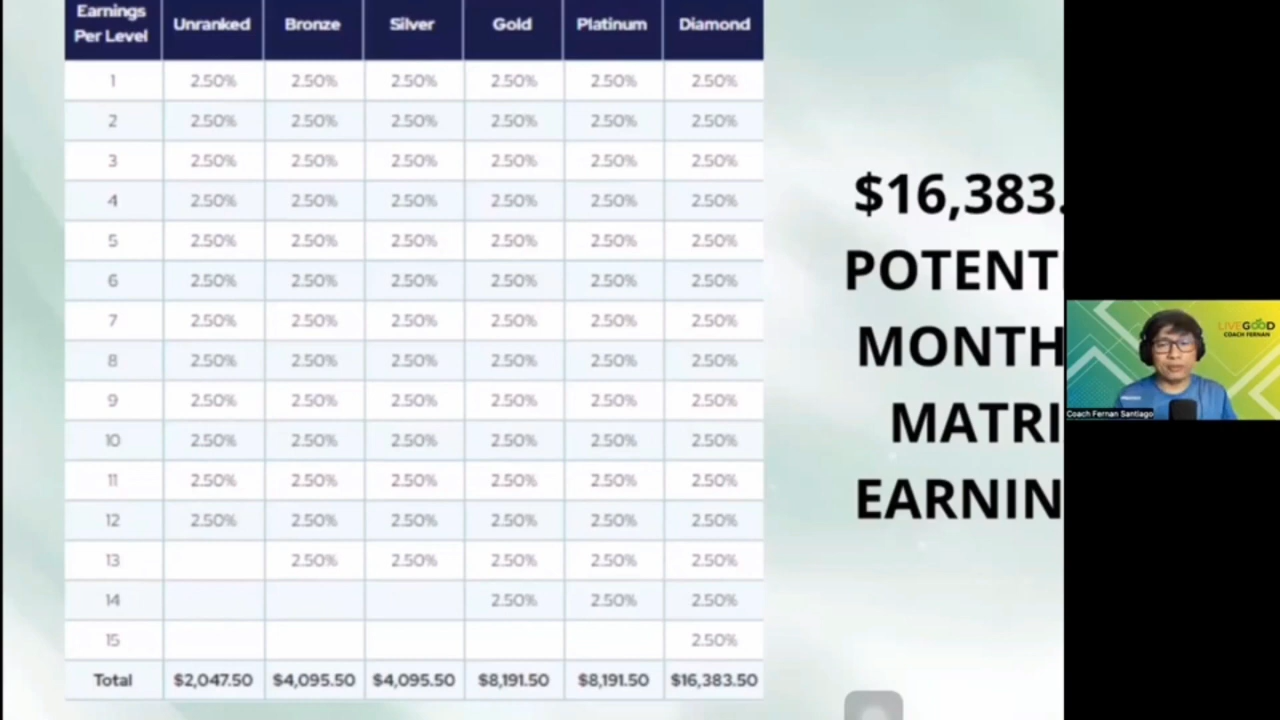 Earnings Per Level Unranked Bronze Silver Gold Platinum Diamond
1 2.50% 2.50% 2.50% 2.50% 2.50% 2.50%
2 2.50% 2.50% 2.50% 2.50% 2.50% 2.50%
3 2.50% 2.50% 2.50% 2.50% 2.50% 2.50%
4 2.50% 2.50% 2.50% 2.50% 2.50% 2.50%
5 2.50% 2.50% 2.50% 2.50% 2.50% 2.50%
6 2.50% 2.50% 2.50% 2.50% 2.50% 2.50%
7 2.50% 2.50% 2.50% 2.50% 2.50% 2.50%
8 2.50% 2.50% 2.50% 2.50% 2.50% 2.50%
9 2.50% 2.50% 2.50% 2.50% 2.50% 2.50%
10 2.50% 2.50% 2.50% 2.50% 2.50% 2.50%
11 2.50% 2.50% 2.50% 2.50% 2.50% 2.50%
12 2.50% 2.50% 2.50% 2.50% 2.50% 2.50%
13 2.50% 2.50% 2.50% 2.50% 2.50%
14 2.50% 2.50% 2.50%
15 2.50%
Total $2,047.50 $4,095.50 $4,095.50 $8,191.50 $8,191.50 $16,383.50
$16,383.
POTENT
MONTH
MATRI
EARNIN
LIVEGOOD
COACH FERNAN
Coach Fernan Santiago